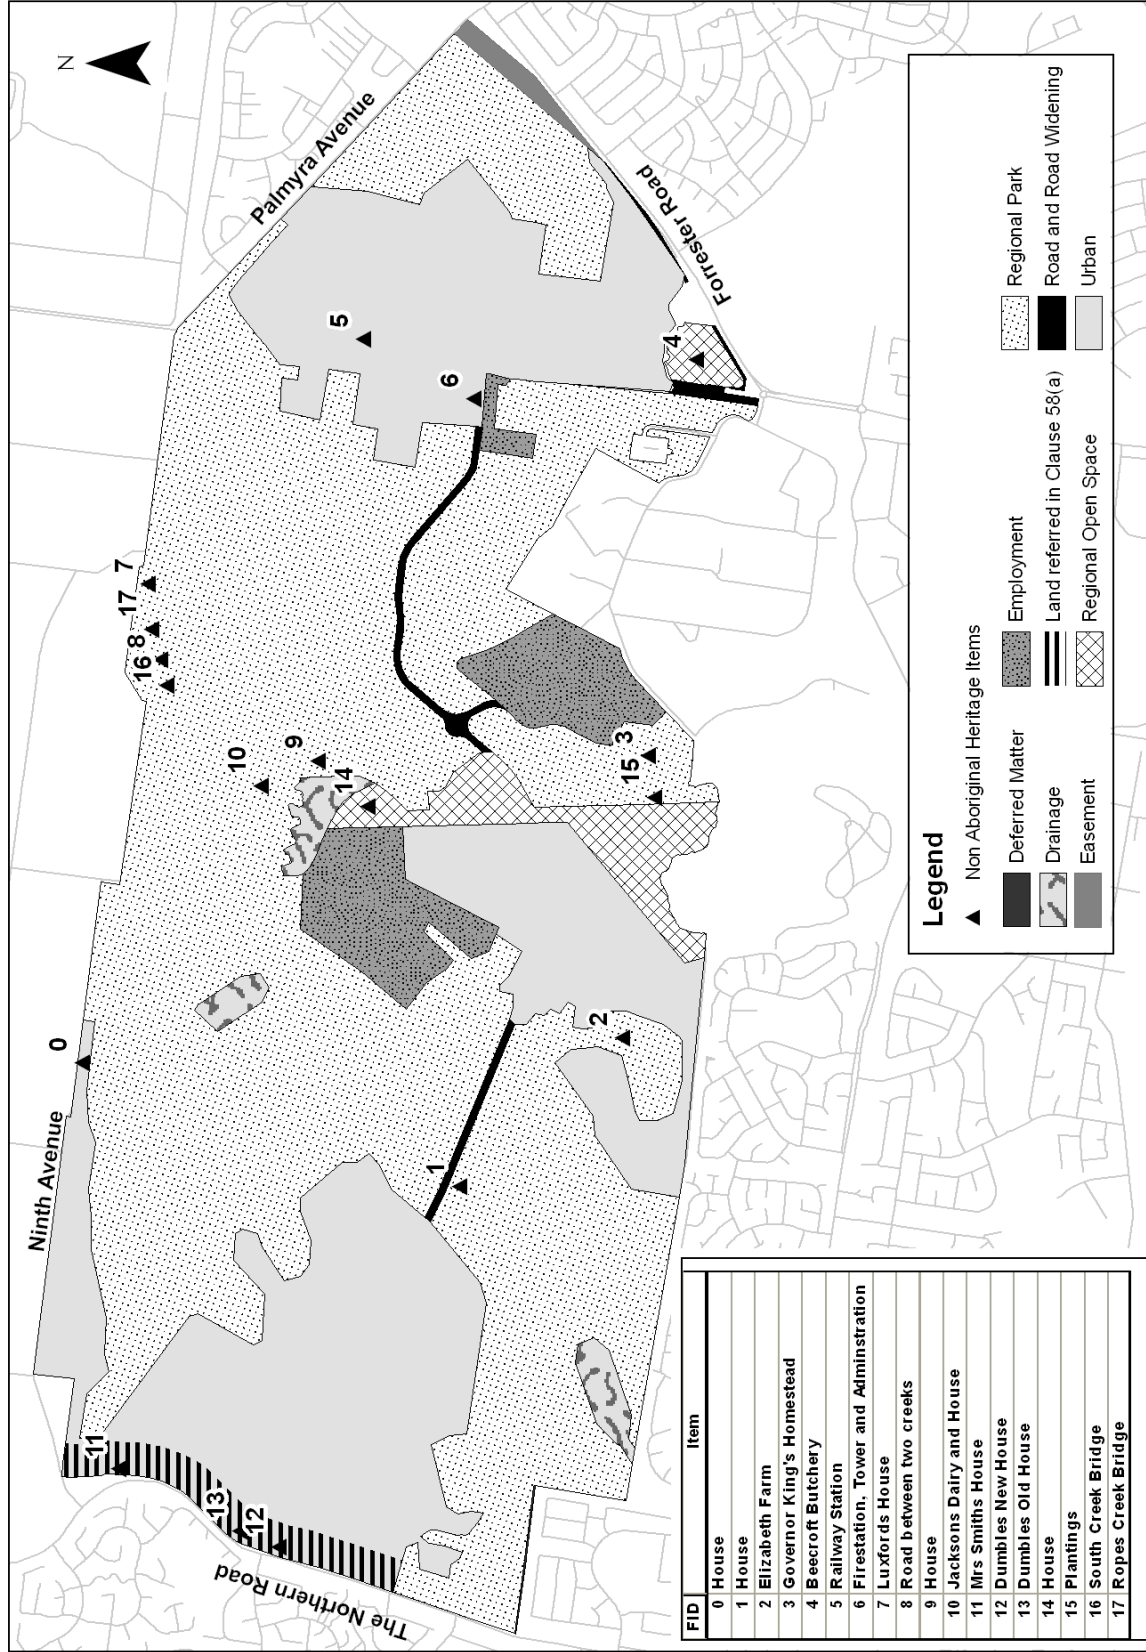 N
Palmyra Avenue
Forrester Road
Ninth Avenue
The Northern Road
0
1
2
3
4
5
6
7
8
9
10
11
12
13
14
15
16
17
Legend
Non Aboriginal Heritage Items
Deferred Matter
Drainage
Easement
Employment
Land referred in Clause 58(a)
Regional Open Space
Regional Park
Road and Road Widening
Urban
FID Item
0 House
1 House
2 Elizabeth Farm
3 Governor King's Homestead
4 Beecroft Butchery
5 Railway Station
6 Firestation. Tower and Adminstration
7 Luxfords House
8 Road between two creeks
9 House
10 Jacksons Dairy and House
11 Mrs Smiths House
12 Dumbles New House
13 Dumbles Old House
14 House
15 Plantings
16 South Creek Bridge
17 Ropes Creek Bridge